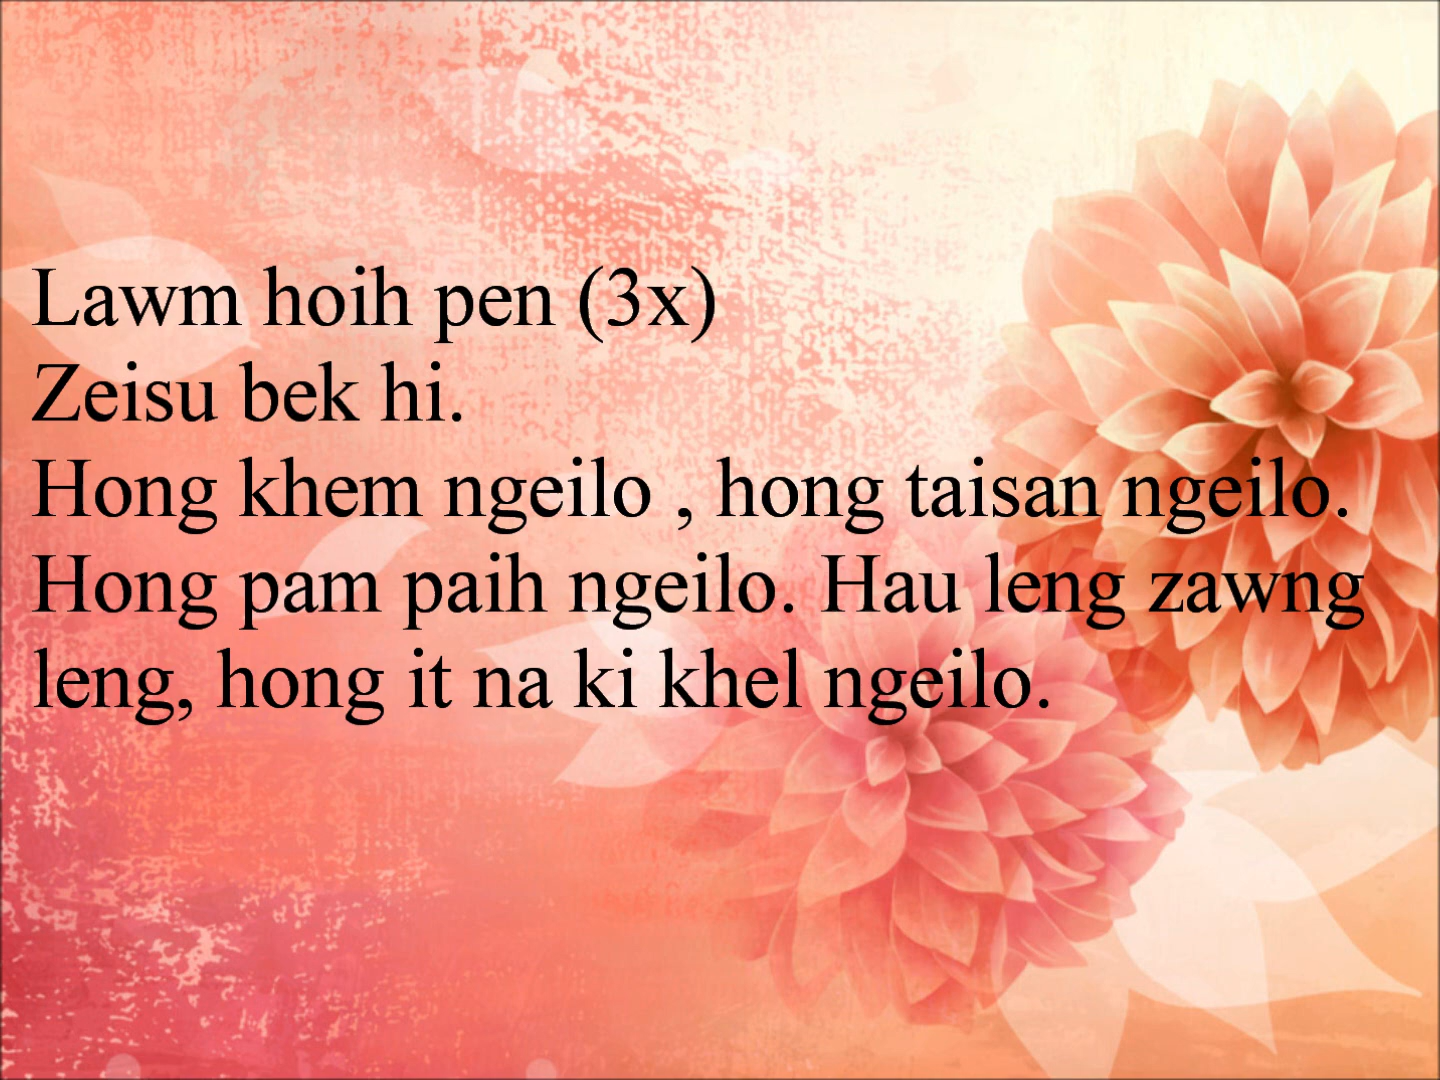 Lawm hoih pen (3x)
Zeisu bek hi.
Hong khem ngeilo , hong taisan ngeilo.
Hong pam paih ngeilo. Hau leng zawng
leng, hong it na ki khel ngeilo.